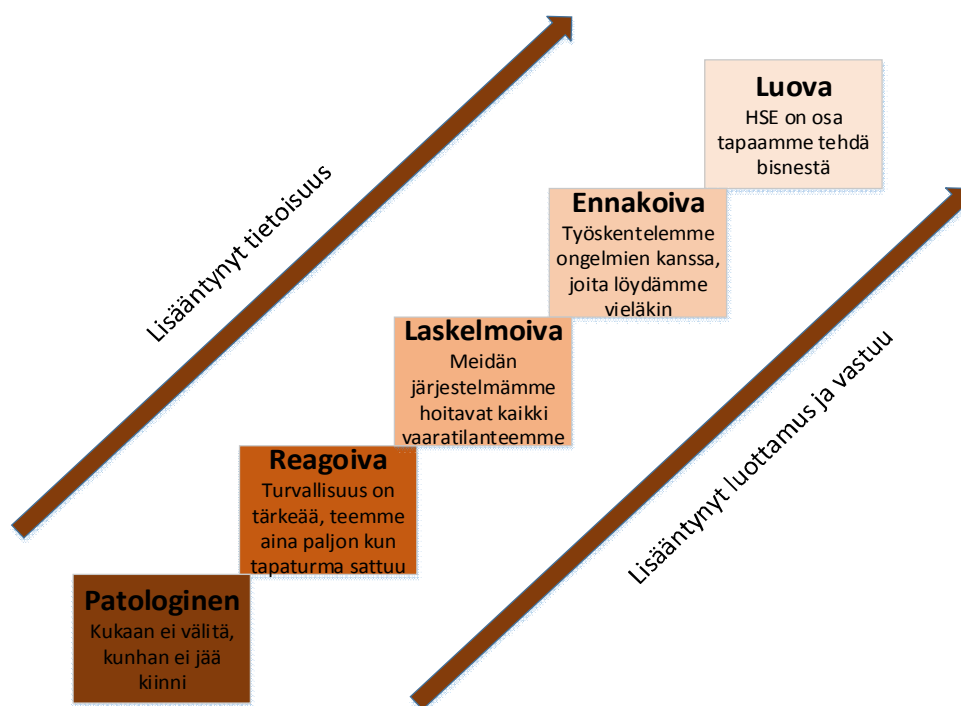 Lisääntynyt tietoisuus
Luova
HSE on osa
tapaamme tehdä
bisnestä
Ennakoiva
Työskentelemme
ongelmien kanssa,
joita löydämme
vieläkin
Laskelmoiva
Meidän
järjestelmämme
hoitavat kaikki
vaaratilanteemme
Reagoiva
Turvallisuus on
tärkeää, teemme
aina paljon kun
tapaturma sattuu
Patologinen
Kukaan ei välitä,
kunhan ei jää
kiinni
Lisääntynyt luottamus ja vastuu